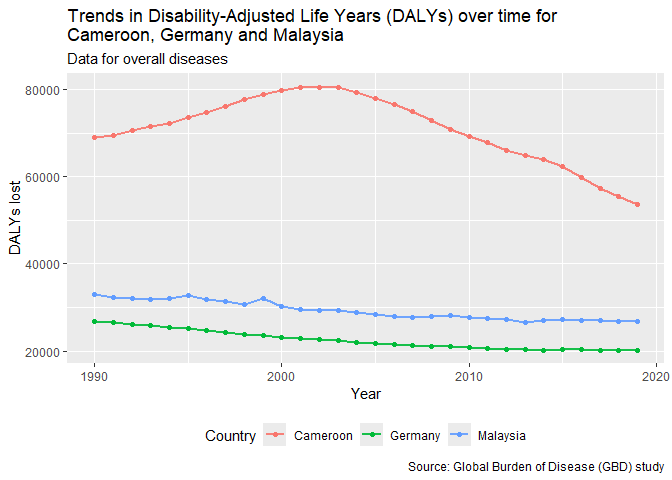 Trends in Disability-Adjusted Life Years (DALYs) over time for
Cameroon, Germany and Malaysia
Data for overall diseases
80000
60000
40000
20000
DALYs lost
1990 2000 2010 2020
Year
Country Cameroon Germany Malaysia
Source: Global Burden of Disease (GBD) study